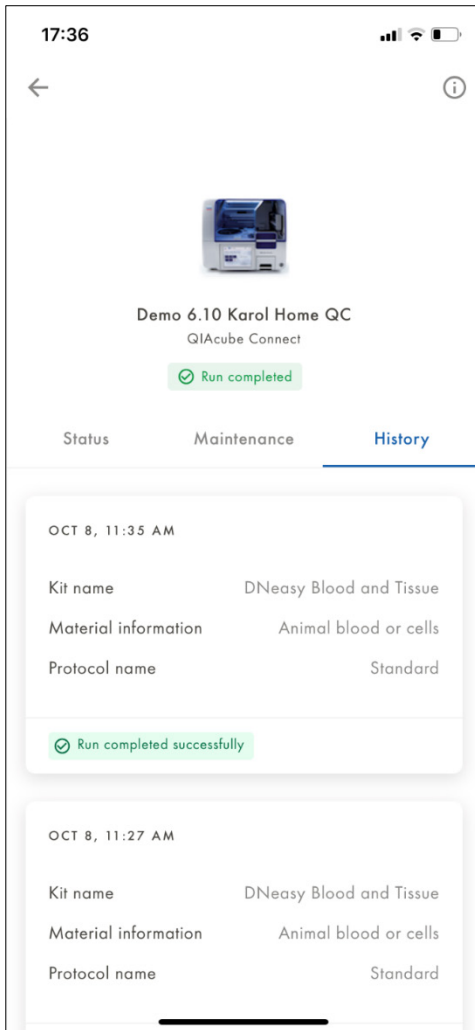 17:36
Demo 6.10 Karol Home QC
QIAcube Connect
Run completed
Status Maintenance History
OCT 8, 11:35 AM
Kit name DNeasy Blood and Tissue
Material information Animal blood or cells
Protocol name Standard
Run completed successfully
OCT 8, 11:27 AM
Kit name DNeasy Blood and Tissue
Material information Animal blood or cells
Protocol name Standard